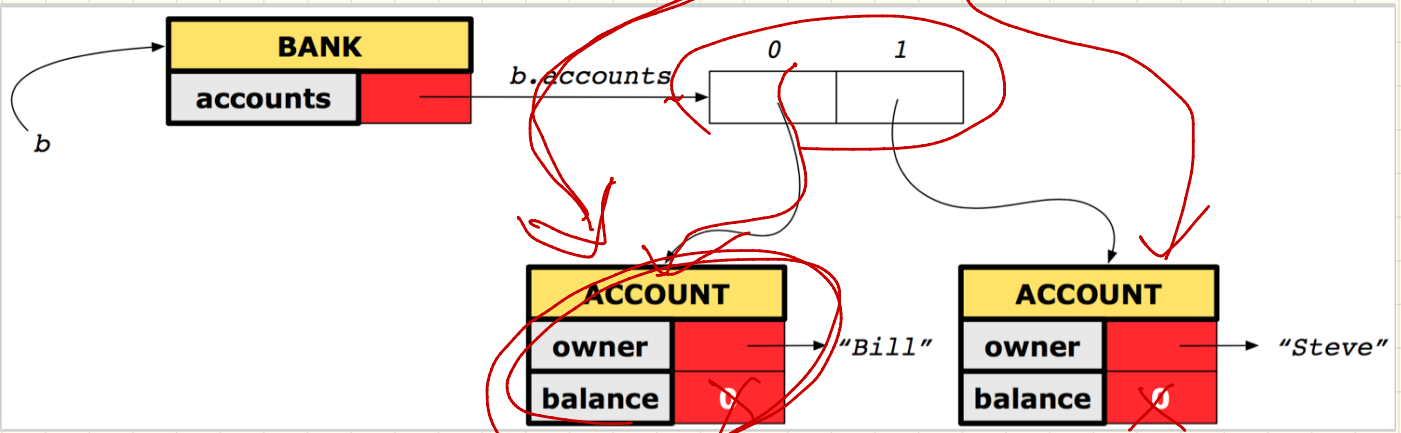 BANK
accounts
b
b.accounts
0 1
ACCOUNT
owner
"Bill"
balance
0
ACCOUNT
owner
"Steve"
balance
0